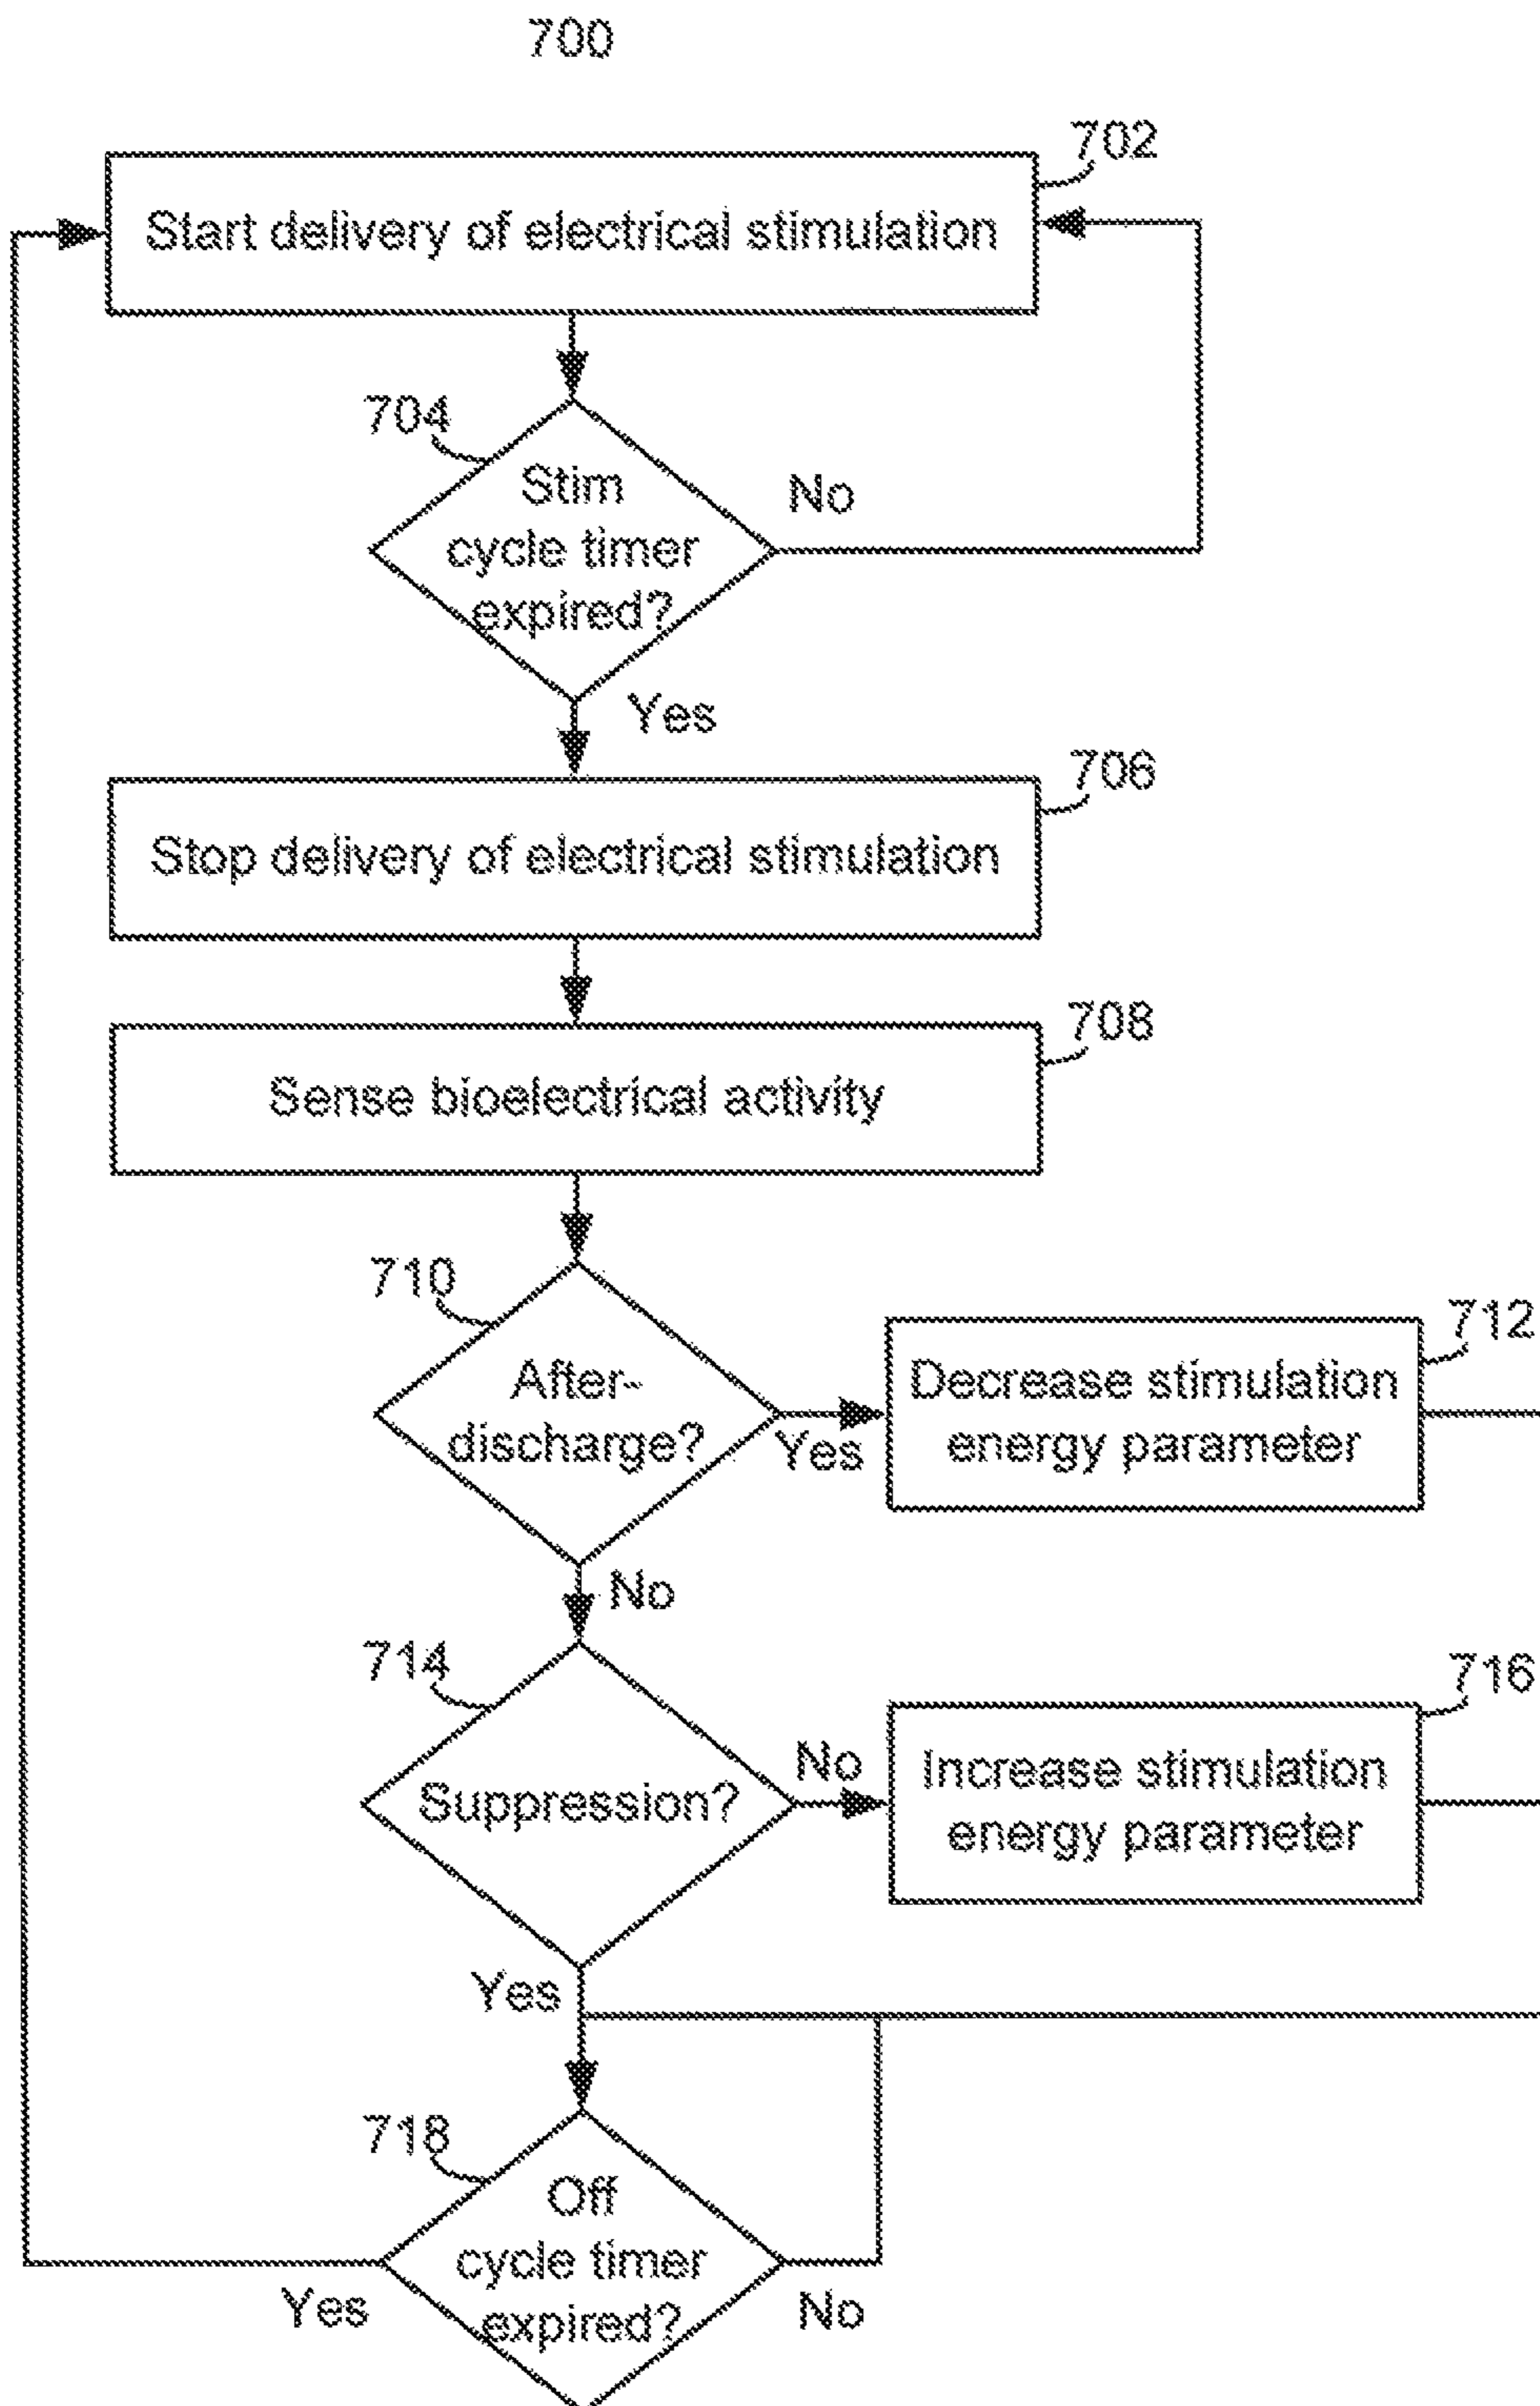 700
702
Start delivery of electrical stimulation
704
Stim
cycle timer
expired?
No
Yes
706
Stop delivery of electrical stimulation
708
Sense bioelectrical activity
710
After-
discharge?
Yes
712
Decrease stimulation
energy parameter
No
714
Suppression?
No
716
Increase stimulation
energy parameter
Yes
718
Off
cycle timer
expired?
Yes
No